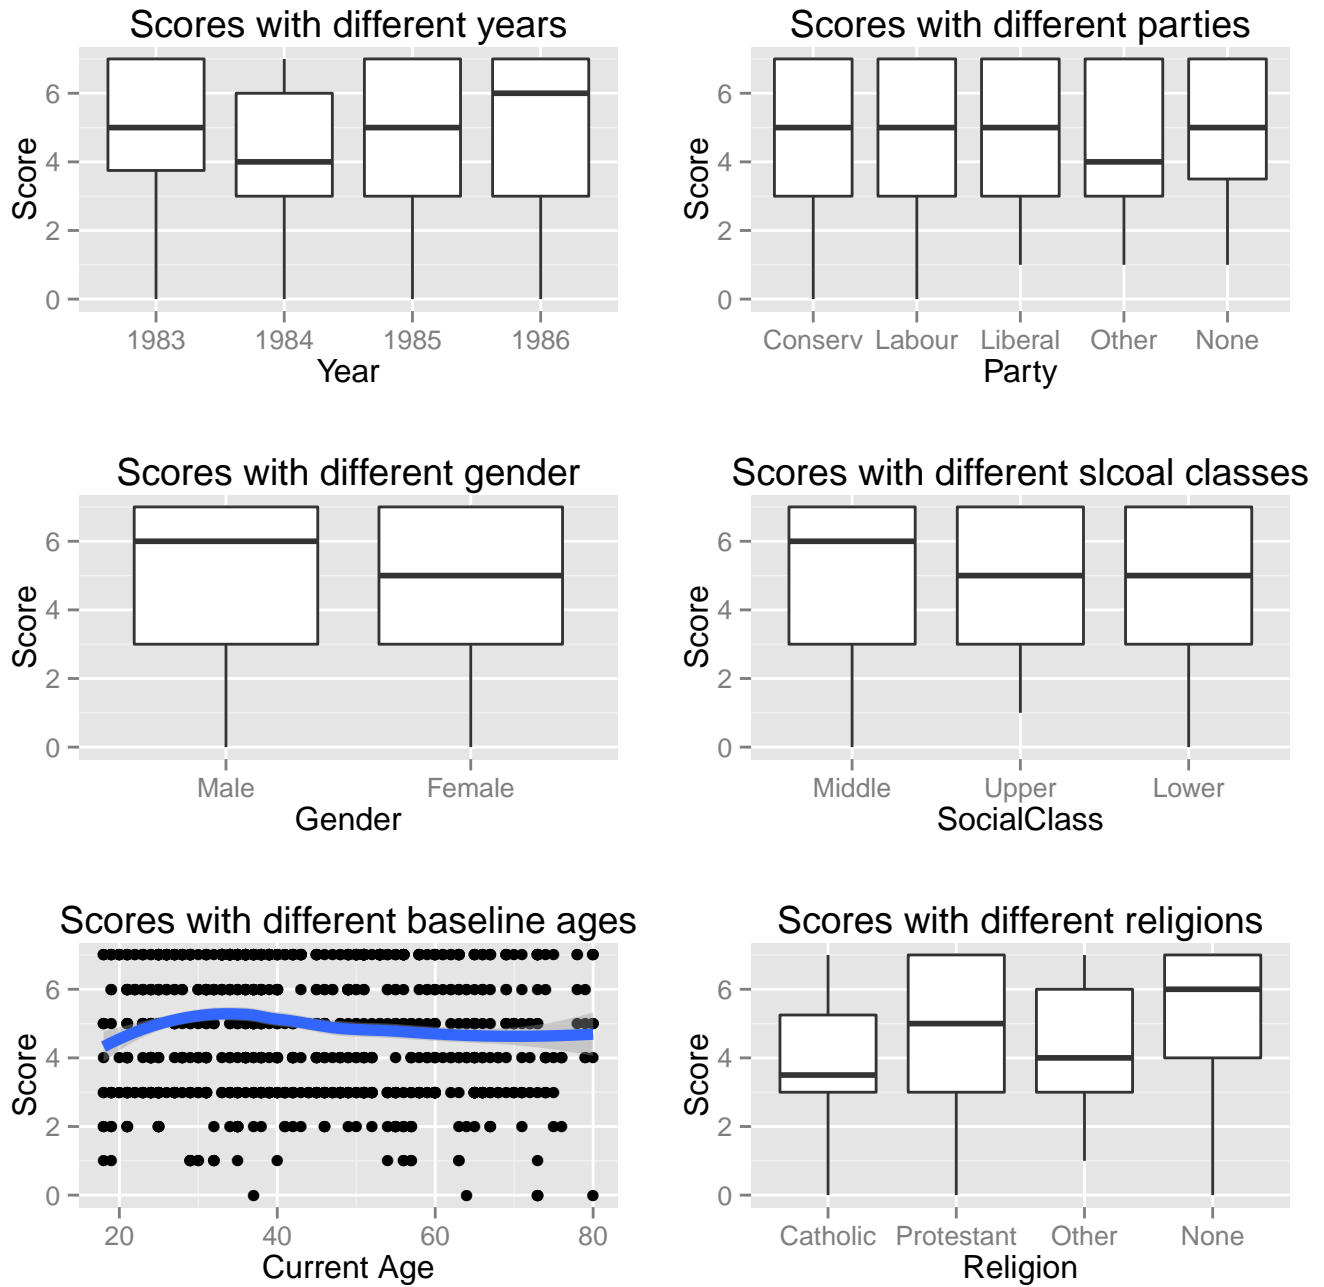 Scores with different years
Score
6
4
2
0
1983 1984 1985 1986
Year
Scores with different parties
Score
6
4
2
0
Conserv Labour Liberal Other None
Party
Scores with different gender
Score
6
4
2
0
Male Female
Gender
Scores with different slcoal classes
Score
6
4
2
0
Middle Upper Lower
SocialClass
Scores with different baseline ages
Score
6
4
2
0
20 40 60 80
Current Age
Scores with different religions
Score
6
4
2
0
Catholic Protestant Other None
Religion